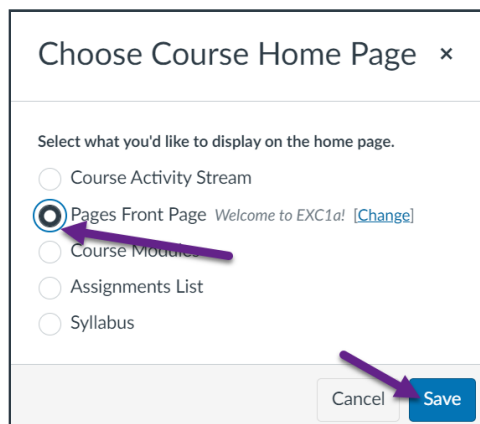 Choose Course Home Page ×
Select what you'd like to display on the home page.
Course Activity Stream
Pages Front Page Welcome to EXC1a! [Change]
Course Modules
Assignments List
Syllabus
Cancel Save